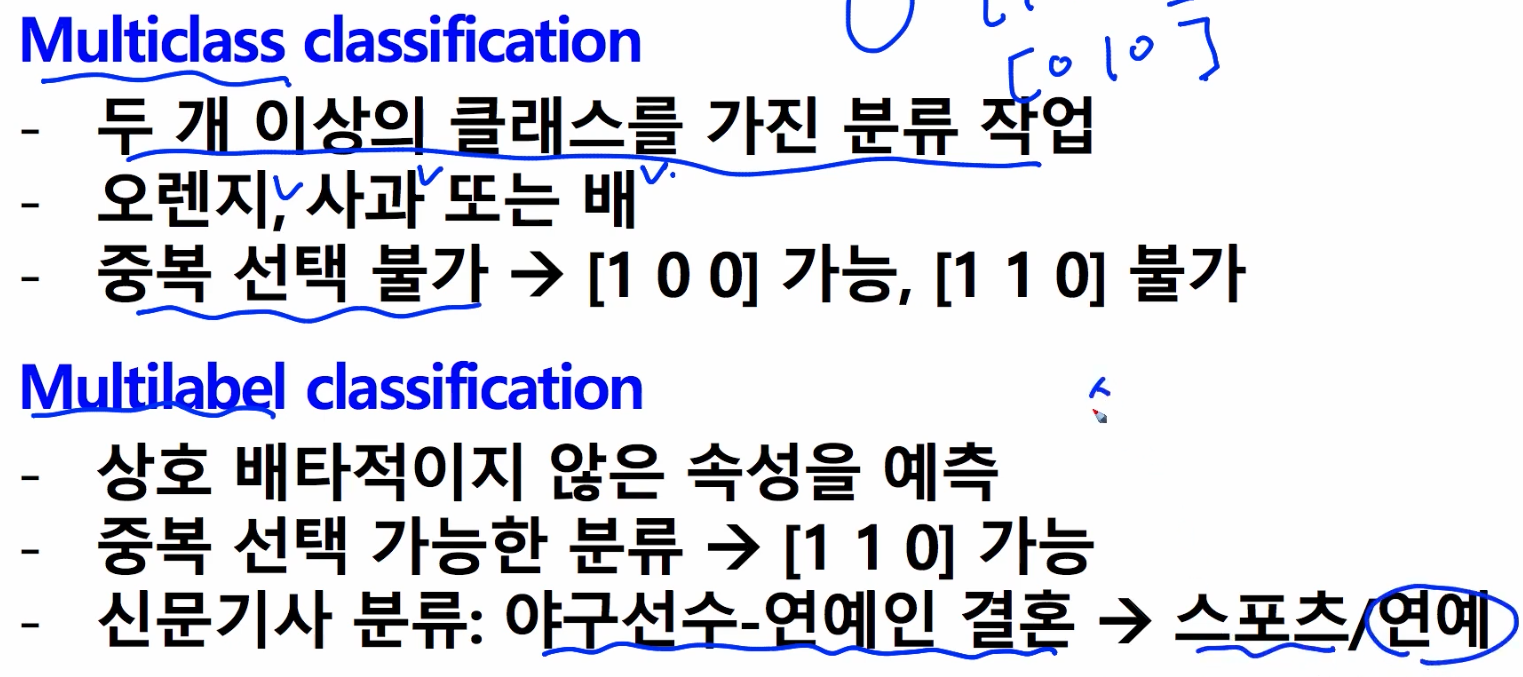 Multiclass classification
[0 1 0]
- 두 개 이상의 클래스를 가진 분류 작업
- 오렌지, 사과 또는 배
- 중복 선택 불가 → [1 0 0] 가능, [1 1 0] 불가
Multilabel classification
- 상호 배타적이지 않은 속성을 예측
- 중복 선택 가능한 분류 → [1 1 0] 가능
- 신문기사 분류: 야구선수-연예인 결혼 → 스포츠/연예